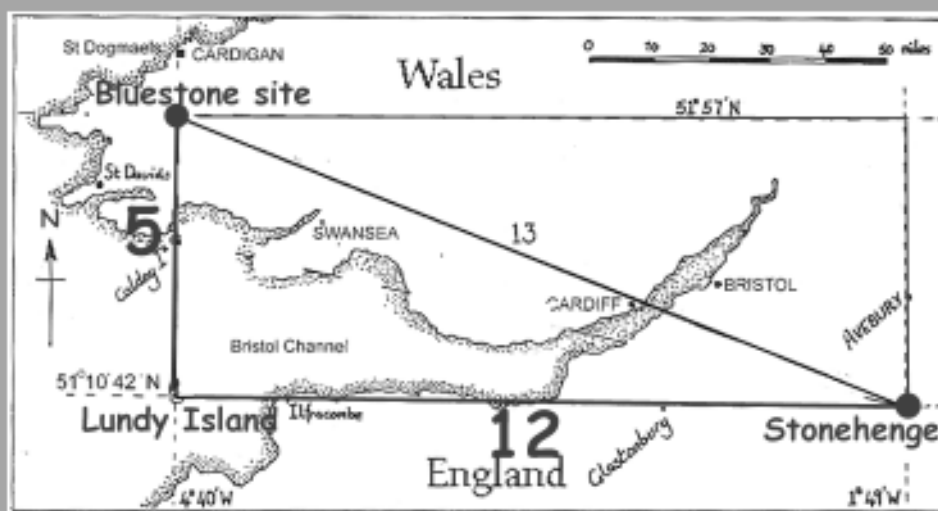 St Dogmaels
CARDIGAN
0 10 20 30 40 50 miles
Wales
Bluestone site
51°57'N
St Davids
N
5
SWANSEA
13
Caldey I
CARDIFF
BRISTOL
AVEBURY
Bristol Channel
51°10'42"N
Lundy Island
Ilfracombe
12
Glastonbury
Stonehenge
England
4°40'W
1°49'W